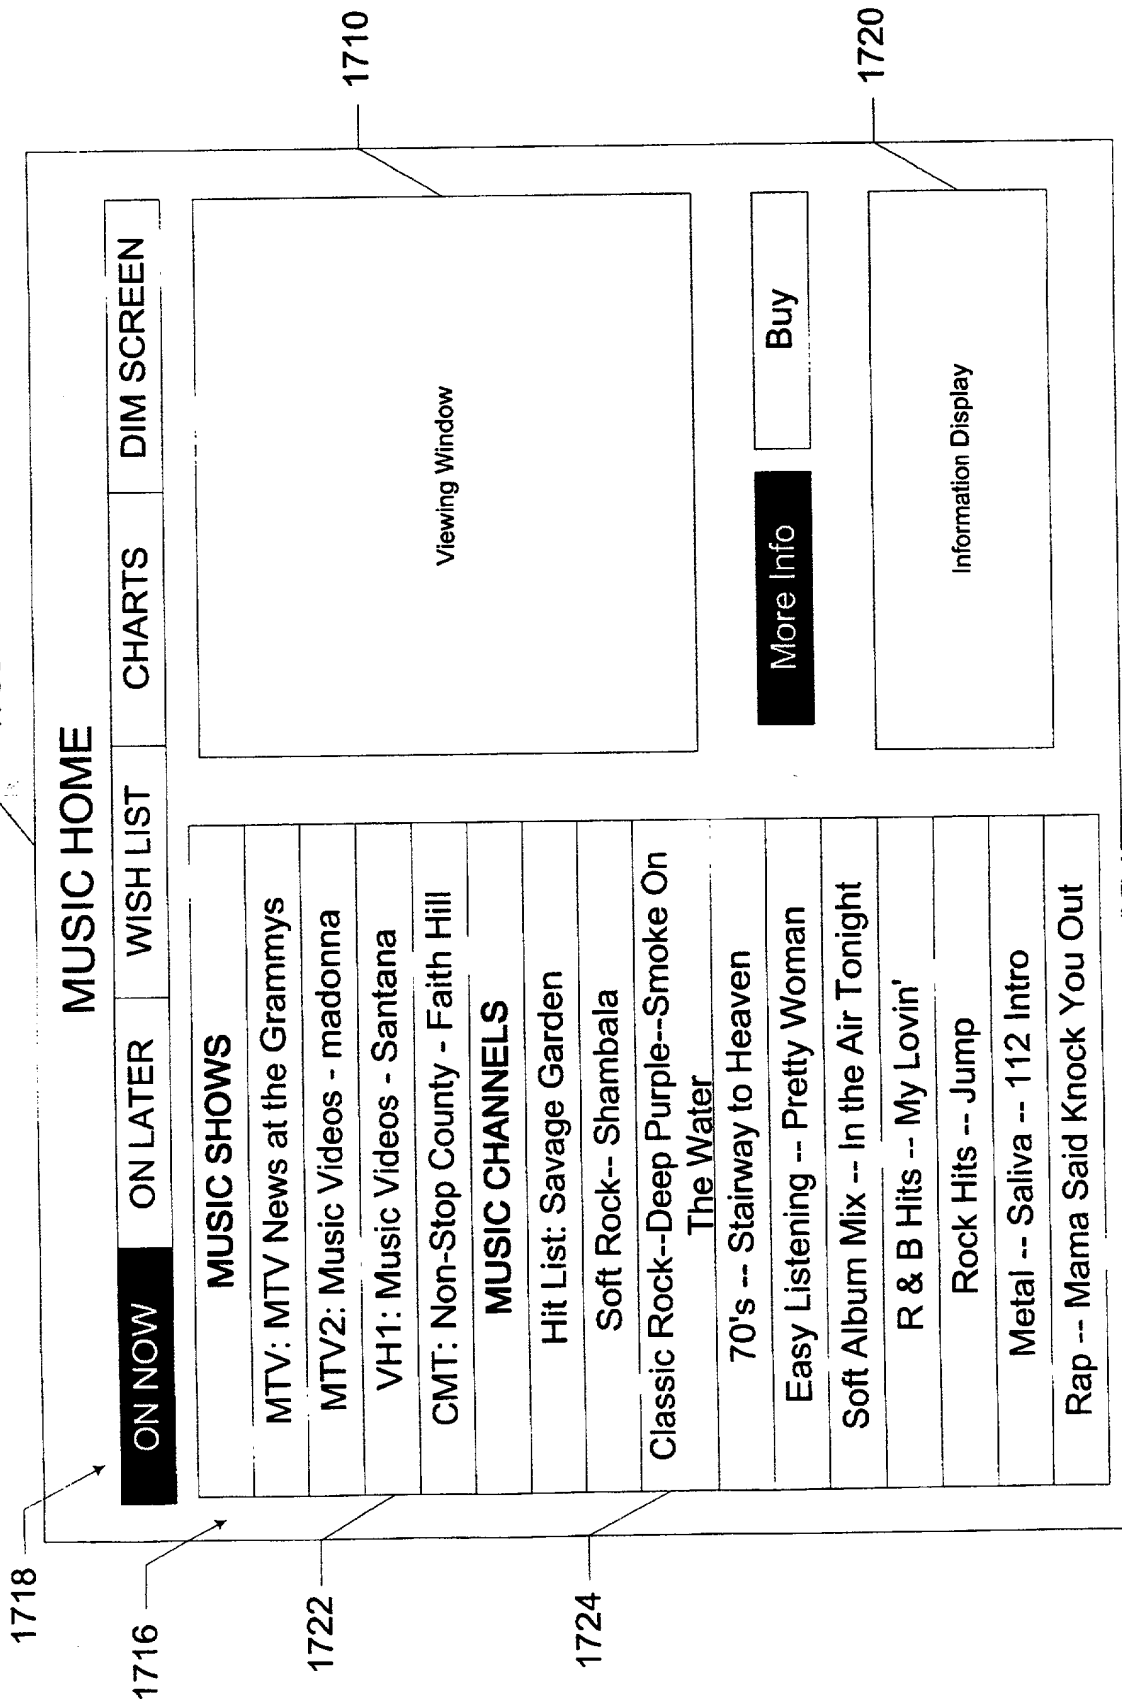 MUSIC HOME
ON NOW
ON LATER
WISH LIST
CHARTS
DIM SCREEN
MUSIC SHOWS
MTV: MTV News at the Grammys
MTV2: Music Videos - madonna
VH1: Music Videos - Santana
CMT: Non-Stop County - Faith Hill
MUSIC CHANNELS
Hit List: Savage Garden
Soft Rock-- Shambala
Classic Rock--Deep Purple--Smoke On
The Water
70's -- Stairway to Heaven
Easy Listening -- Pretty Woman
Soft Album Mix -- In the Air Tonight
R & B Hits -- My Lovin'
Rock Hits -- Jump
Metal -- Saliva -- 112 Intro
Rap -- Mama Said Knock You Out
Viewing Window
More Info
Buy
Information Display
1718
1716
1722
1724
1710
1720